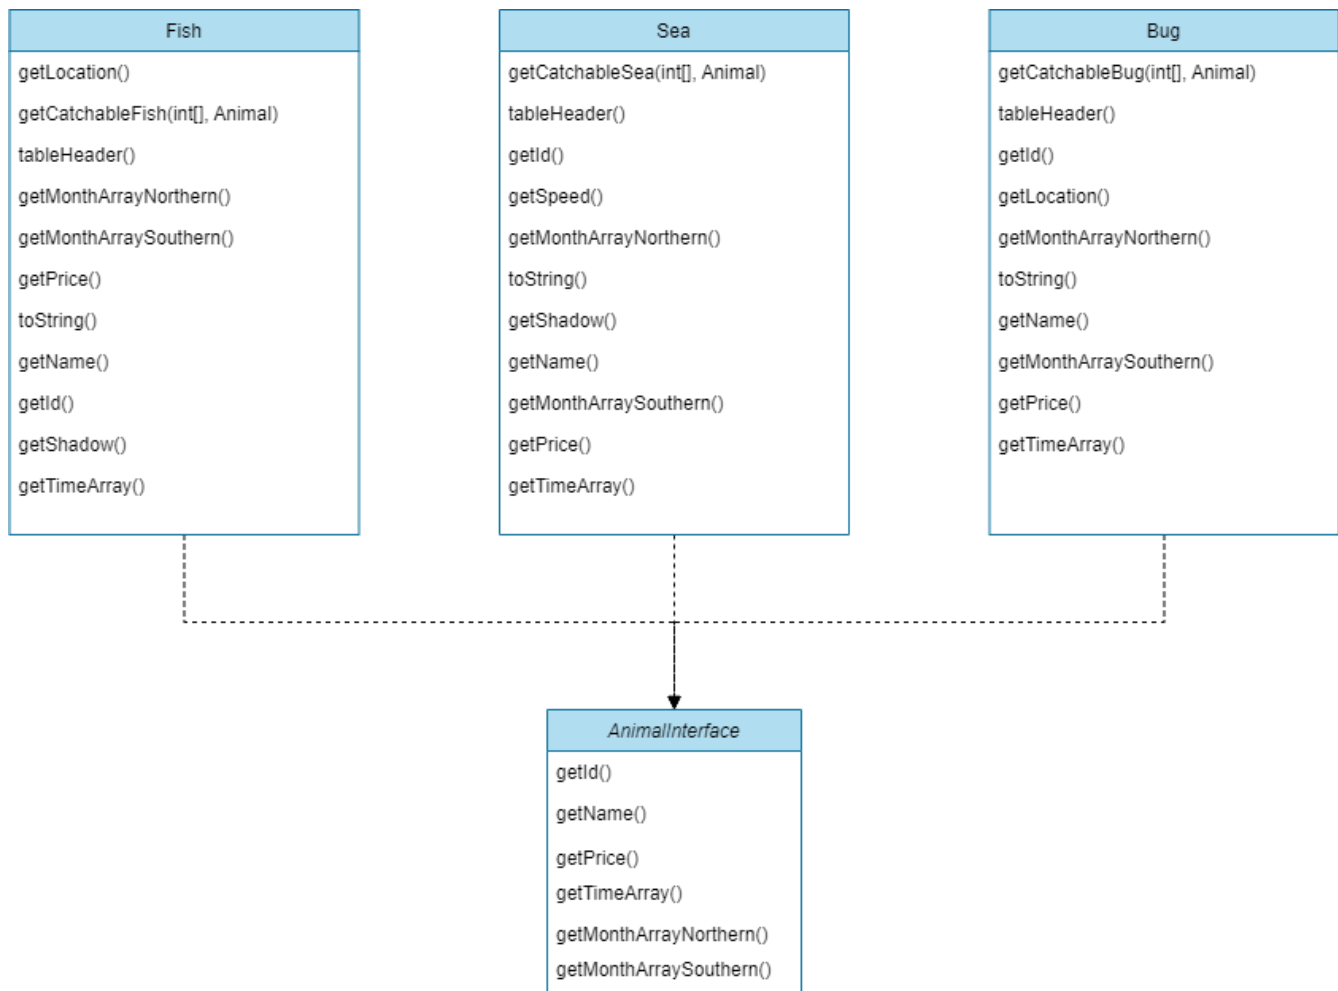 Fish
getLocation()
getCatchableFish(int[], Animal)
tableHeader()
getMonthArrayNorthern()
getMonthArraySouthern()
getPrice()
toString()
getName()
getId()
getShadow()
getTimeArray()
Sea
getCatchableSea(int[], Animal)
tableHeader()
getId()
getSpeed()
getMonthArrayNorthern()
toString()
getShadow()
getName()
getMonthArraySouthern()
getPrice()
getTimeArray()
Bug
getCatchableBug(int[], Animal)
tableHeader()
getId()
getLocation()
getMonthArrayNorthern()
toString()
getName()
getMonthArraySouthern()
getPrice()
getTimeArray()
AnimalInterface
getId()
getName()
getPrice()
getTimeArray()
getMonthArrayNorthern()
getMonthArraySouthern()